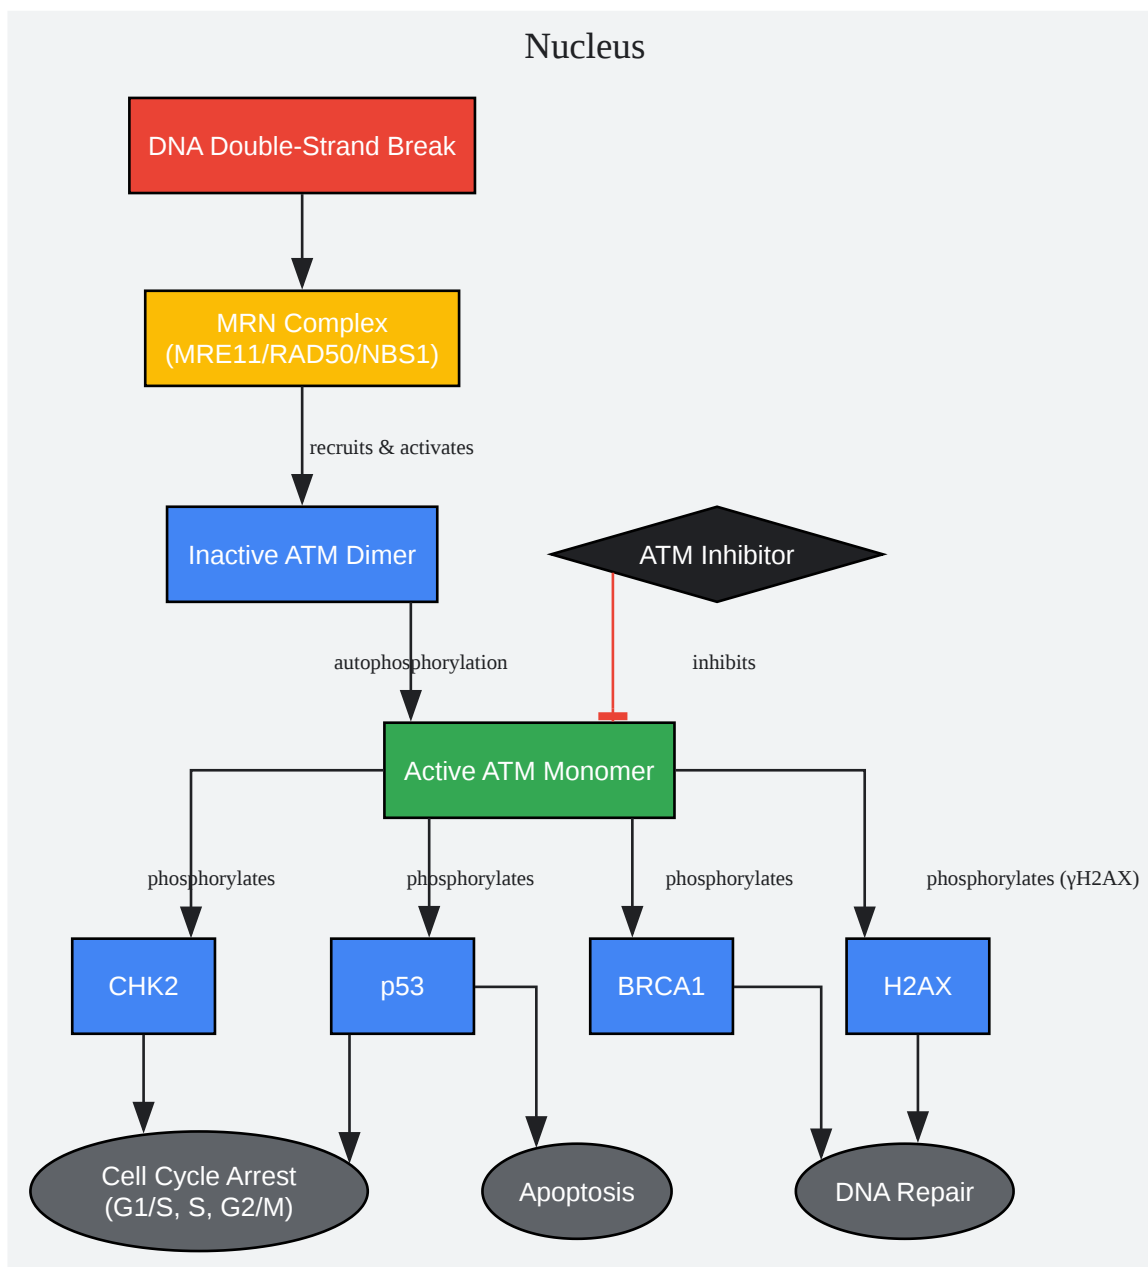 Nucleus
DNA Double-Strand Break
MRN Complex
(MRE11/RAD50/NBS1)
recruits & activates
Inactive ATM Dimer
ATM Inhibitor
autophosphorylation
inhibits
Active ATM Monomer
phosphorylates
phosphorylates
phosphorylates
phosphorylates (γH2AX)
CHK2
p53
BRCA1
H2AX
Cell Cycle Arrest
(G1/S, S, G2/M)
Apoptosis
DNA Repair